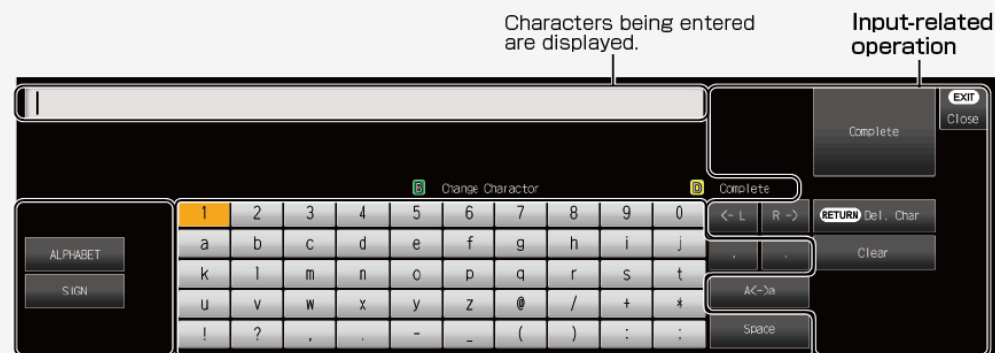 Characters being entered
are displayed.
Input-related
operation
EXIT
Close
Complete
B Change Charactor
D Complete
1 2 3 4 5 6 7 8 9 0
<- L R ->
RETURN Del. Char
ALPHABET
a b c d e f g h i j
, .
Clear
SIGN
k l m n o p q r s t
A<->a
u v w x y z @ / + *
! ? , . - _ ( ) : ;
Space